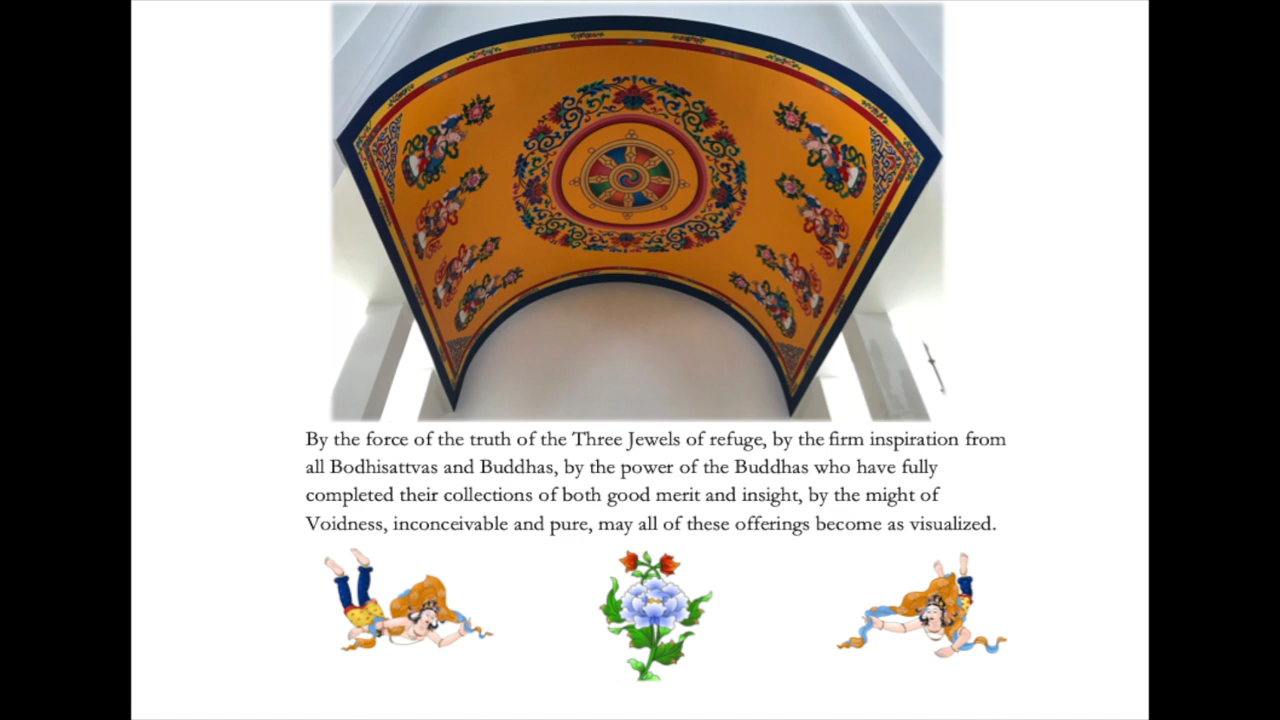 By the force of the truth of the Three Jewels of refuge, by the firm inspiration from
all Bodhisattvas and Buddhas, by the power of the Buddhas who have fully
completed their collections of both good merit and insight, by the might of
Voidness, inconceivable and pure, may all of these offerings become as visualized.